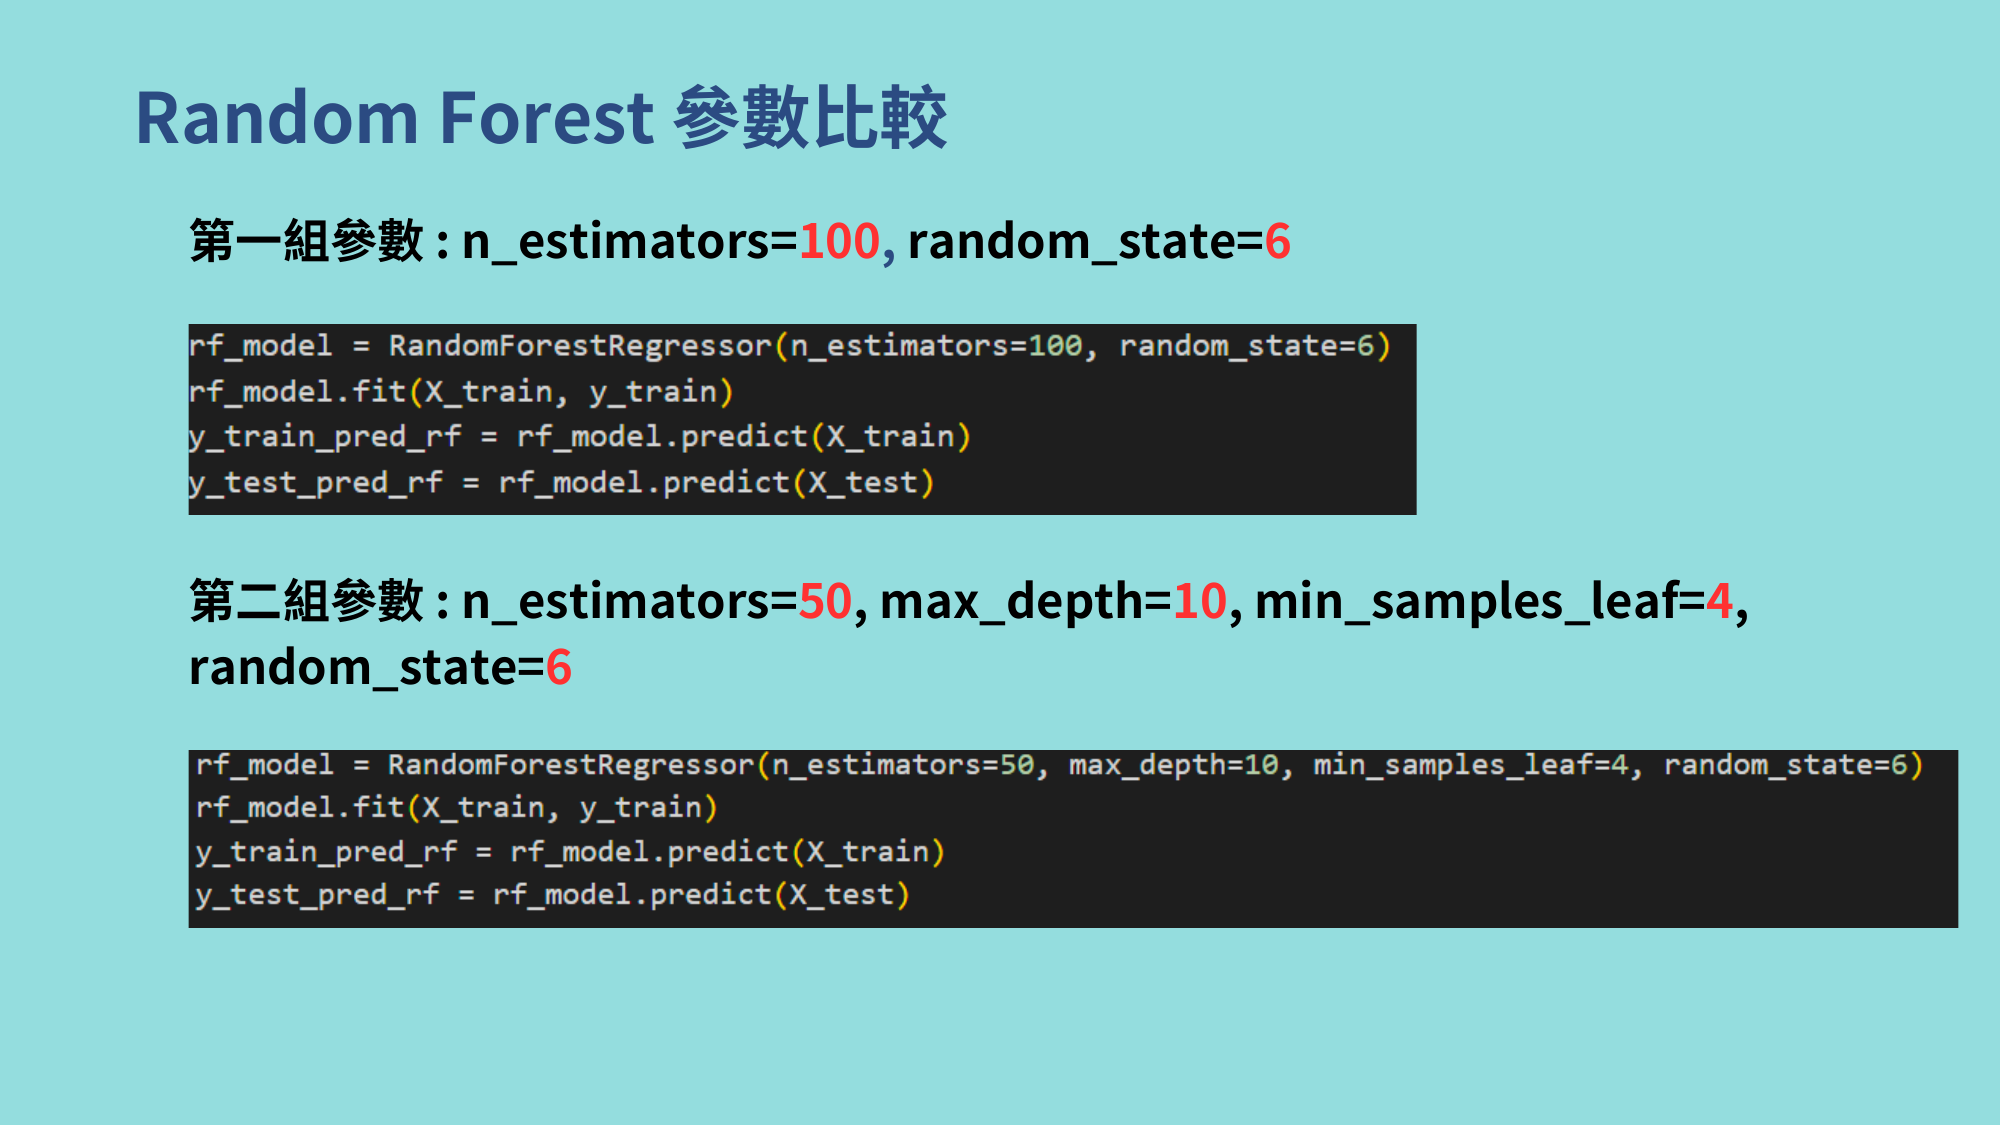 Random Forest 參數比較
第一組參數 : n_estimators=100, random_state=6
rf_model = RandomForestRegressor(n_estimators=100, random_state=6)
rf_model.fit(X_train, y_train)
y_train_pred_rf = rf_model.predict(X_train)
y_test_pred_rf = rf_model.predict(X_test)
第二組參數 : n_estimators=50, max_depth=10, min_samples_leaf=4,
random_state=6
rf_model = RandomForestRegressor(n_estimators=50, max_depth=10, min_samples_leaf=4, random_state=6)
rf_model.fit(X_train, y_train)
y_train_pred_rf = rf_model.predict(X_train)
y_test_pred_rf = rf_model.predict(X_test)